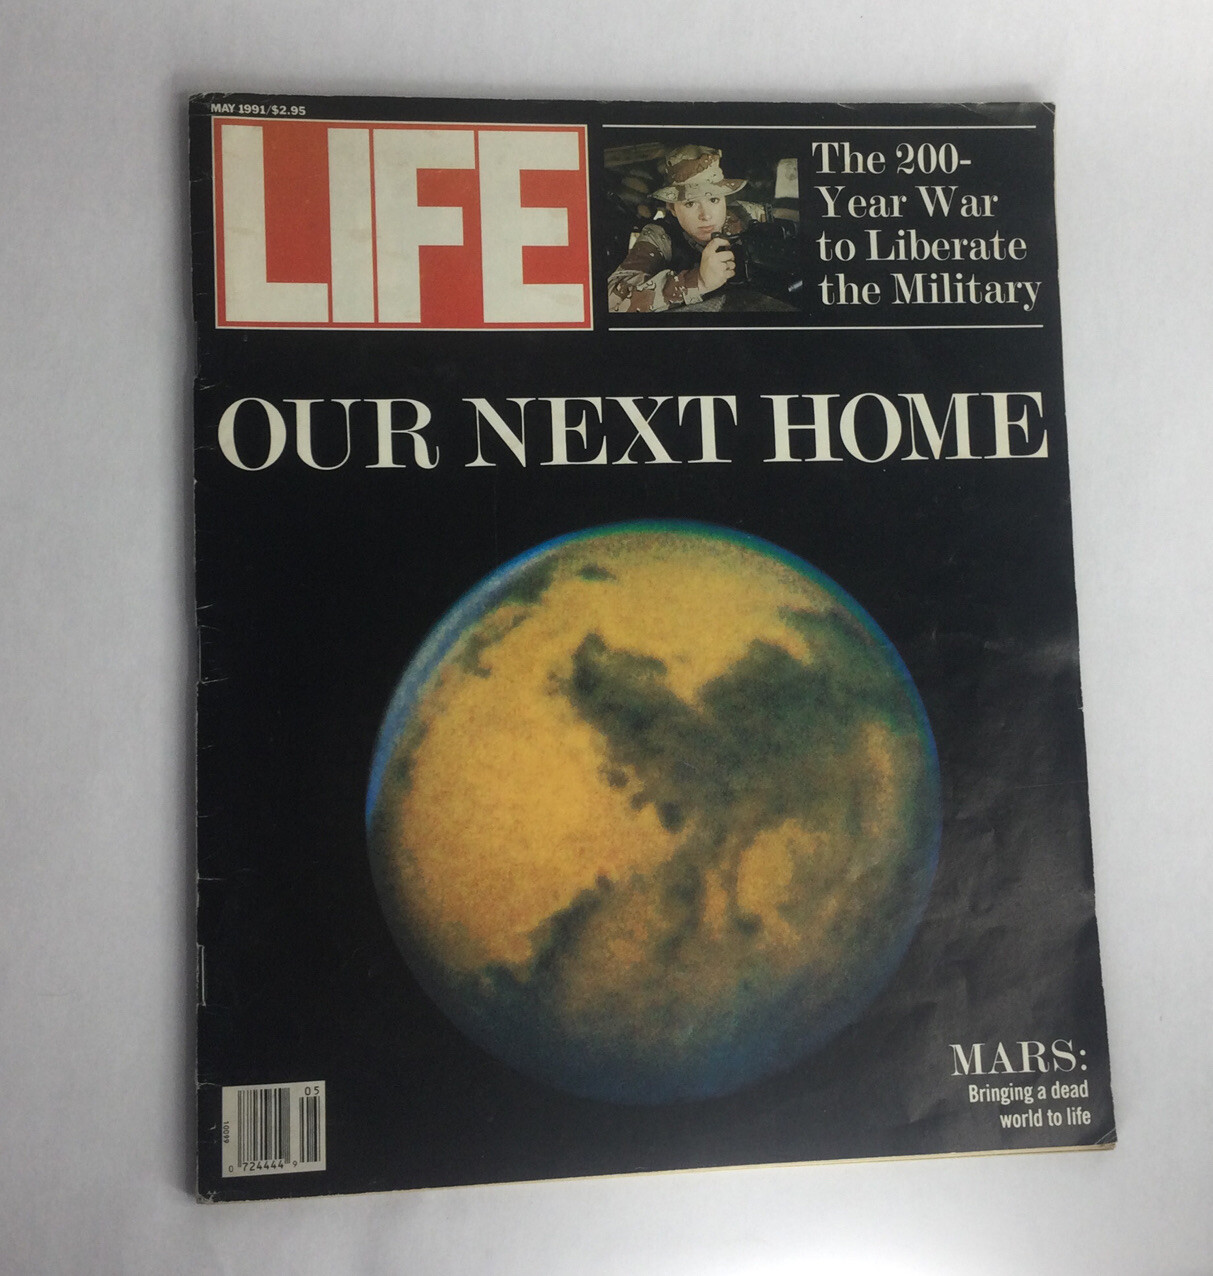 MAY 1991/$2.95
LIFE
The 200-
Year War
to Liberate
the Military
OUR NEXT HOME
MARS:
Bringing a dead
world to life
05
66001
0 724444 9